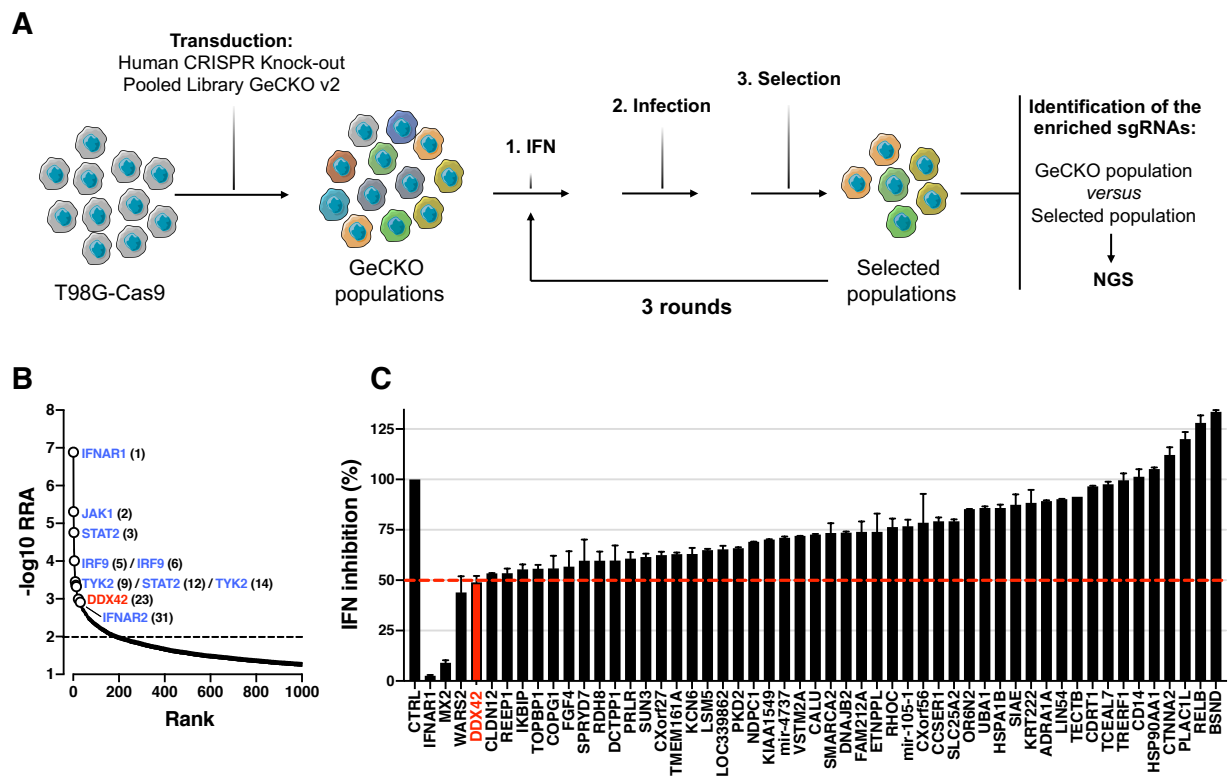 A
Transduction:
Human CRISPR Knock-out
Pooled Library GeCKO v2
T98G-Cas9
GeCKO
populations
1. IFN
2. Infection
3. Selection
3 rounds
Selected
populations
Identification of the
enriched sgRNAs:
GeCKO population
versus
Selected population
NGS
B
-log10 RRA
8
7
6
5
4
3
2
1
IFNAR1 (1)
JAK1 (2)
STAT2 (3)
IRF9 (5) / IRF9 (6)
TYK2 (9) / STAT2 (12) / TYK2 (14)
DDX42 (23)
IFNAR2 (31)
0 200 400 600 800 1000
Rank
C
IFN inhibition (%)
125
100
75
50
25
0
CTRL
IFNAR1
MX2
WARS2
DDX42
CLDN12
REEP1
IKBIP
TOPBP1
COPG1
FGF4
SPRYD7
RDH8
DCTPP1
PRLR
SUN3
CXorf27
TMEM161A
KCN6
LSM5
LOC339862
PKD2
NDPC1
KIAA1549
mir-4737
VSTM2A
CALU
SMARCA2
DNAJB2
FAM212A
ETNPPL
RHOC
mir-105-1
CXorf56
CCSER1
SLC25A2
OR6N2
UBA1
HSPA1B
SIAE
KRT222
ADRA1A
LIN54
TECTB
CDRT1
TCEAL7
TRERF1
CD14
HSP90AA1
CTNNA2
PLAC1L
RELB
BSND